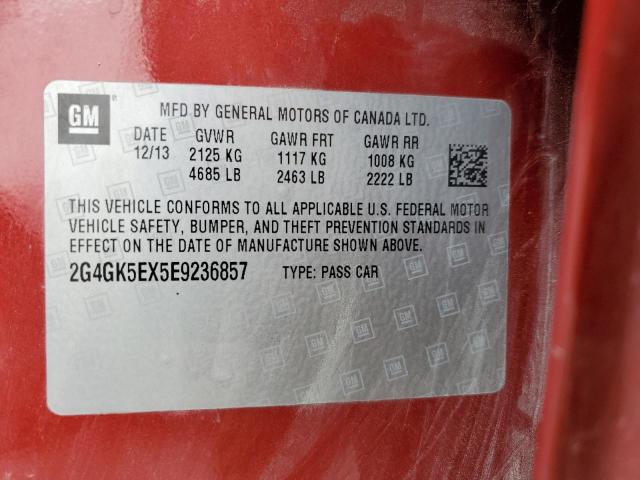 GM ®
MFD BY GENERAL MOTORS OF CANADA LTD.
DATE GVWR GAWR FRT GAWR RR
12/13 2125 KG 1117 KG 1008 KG
4685 LB 2463 LB 2222 LB
THIS VEHICLE CONFORMS TO ALL APPLICABLE U.S. FEDERAL MOTOR
VEHICLE SAFETY, BUMPER, AND THEFT PREVENTION STANDARDS IN
EFFECT ON THE DATE OF MANUFACTURE SHOWN ABOVE.
2G4GK5EX5E9236857 TYPE: PASS CAR